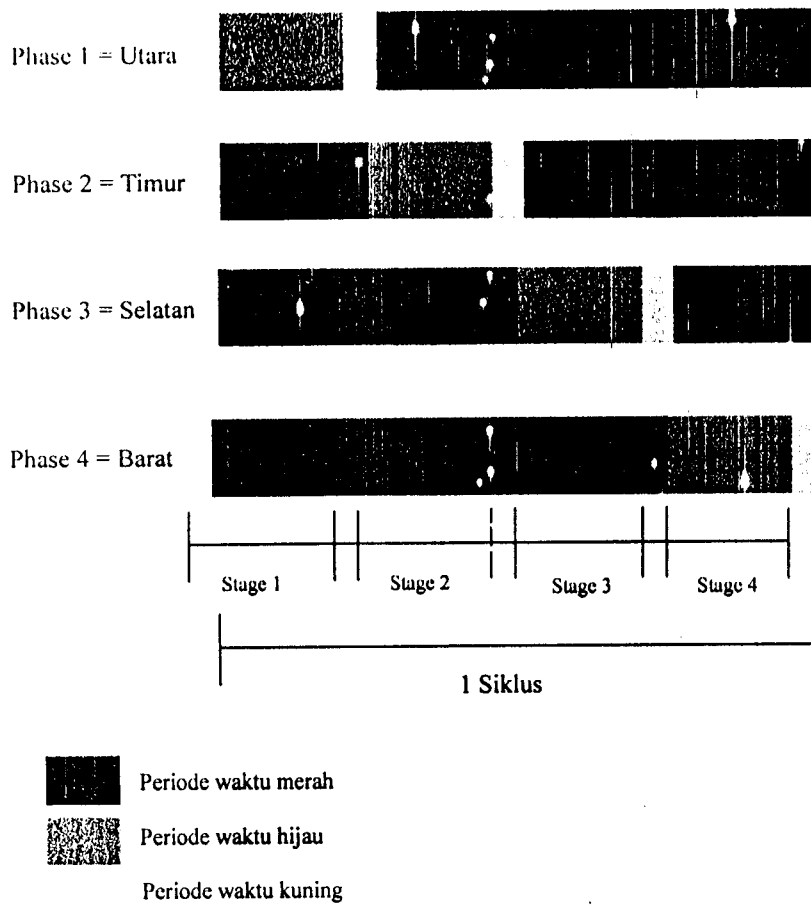 Phase 1 = Utara
Phase 2 = Timur
Phase 3 = Selatan
Phase 4 = Barat
Stage 1 Stage 2 Stage 3 Stage 4
1 Siklus
Periode waktu merah
Periode waktu hijau
Periode waktu kuning